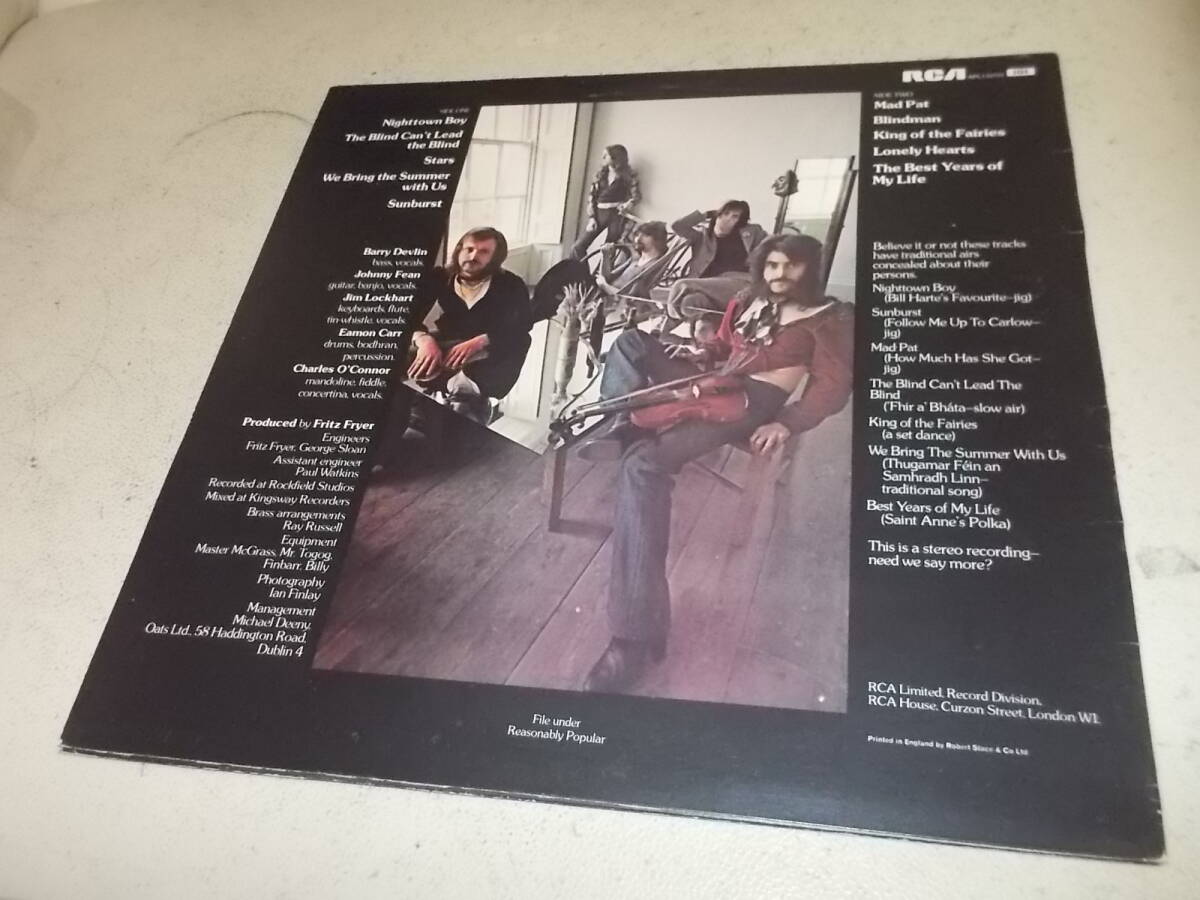 RCA
SIDE ONE
Nighttown Boy
The Blind Can't Lead
the Blind
Stars
We Bring the Summer
with Us
Sunburst
Barry Devlin
bass, vocals.
Johnny Fean
guitar, banjo, vocals.
Jim Lockhart
keyboards, flute,
tin-whistle, vocals.
Eamon Carr
drums, bodhran,
percussion.
Charles O'Connor
mandoline, fiddle,
concertina, vocals.
Produced by Fritz Fryer
Engineers
Fritz Fryer, George Sloan
Assistant engineer
Paul Watkins
Recorded at Rockfield Studios
Mixed at Kingsway Recorders
Brass arrangements
Ray Russell
Equipment
Master McGrass, Mr. Togog,
Finbarr, Billy
Photography
Ian Finlay
Management
Michael Deeny,
Oats Ltd., 58 Haddington Road,
Dublin 4
File under
Reasonably Popular
SIDE TWO
Mad Pat
Blindman
King of the Fairies
Lonely Hearts
The Best Years of
My Life
Believe it or not these tracks
have traditional airs
concealed about their
persons.
Nighttown Boy
(Bill Harte's Favourite–jig)
Sunburst
(Follow Me Up To Carlow–
jig)
Mad Pat
(How Much Has She Got–
jig)
The Blind Can't Lead The
Blind
(Fhir a' Bháta–slow air)
King of the Fairies
(a set dance)
We Bring The Summer With Us
(Thugamar Féin an
Samhradh Linn–
traditional song)
Best Years of My Life
(Saint Anne's Polka)
This is a stereo recording–
need we say more?
RCA Limited, Record Division,
RCA House, Curzon Street, London W1.
Printed in England by Robert Stace & Co Ltd